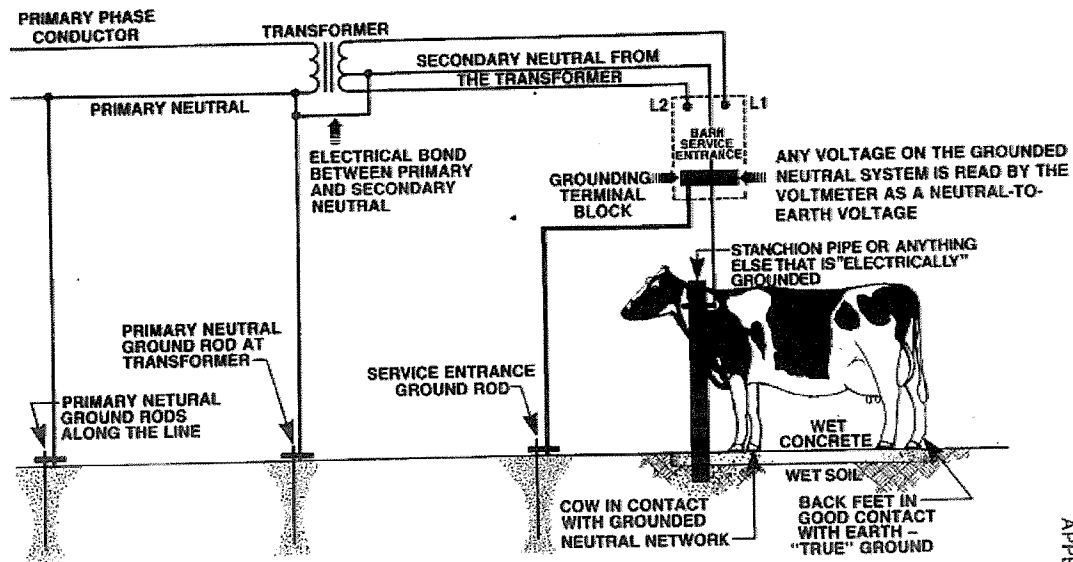 PRIMARY PHASE
CONDUCTOR
TRANSFORMER
SECONDARY NEUTRAL FROM
THE TRANSFORMER
PRIMARY NEUTRAL
L2
L1
BARN
SERVICE
ENTRANCE
ELECTRICAL BOND
BETWEEN PRIMARY
AND SECONDARY
NEUTRAL
GROUNDING
TERMINAL
BLOCK
ANY VOLTAGE ON THE GROUNDED
NEUTRAL SYSTEM IS READ BY THE
VOLTMETER AS A NEUTRAL-TO-
EARTH VOLTAGE
STANCHION PIPE OR ANYTHING
ELSE THAT IS "ELECTRICALLY"
GROUNDED
PRIMARY NEUTRAL
GROUND ROD AT
TRANSFORMER
SERVICE ENTRANCE
GROUND ROD
PRIMARY NETURAL
GROUND RODS
ALONG THE LINE
WET
CONCRETE
WET SOIL
COW IN CONTACT
WITH GROUNDED
NEUTRAL NETWORK
BACK FEET IN
GOOD CONTACT
WITH EARTH –
"TRUE" GROUND
APPE